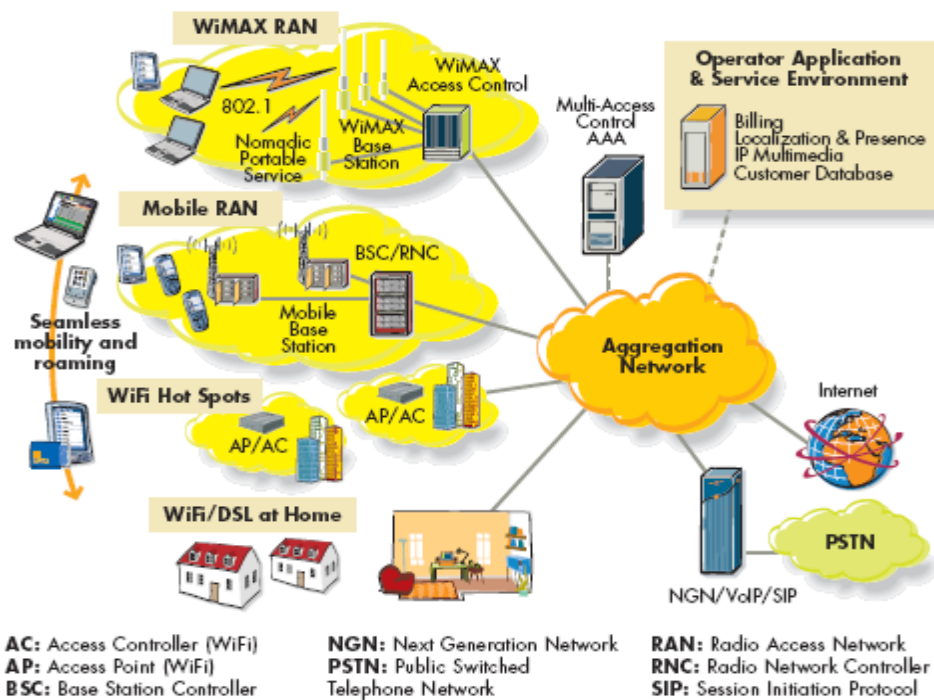 WiMAX RAN
WiMAX
Access Control
802.1
Nomadic
Portable
Service
WiMAX
Base
Station
Multi-Access
Control
AAA
Operator Application
& Service Environment
Billing
Localization & Presence
IP Multimedia
Customer Database
Mobile RAN
BSC/RNC
Mobile
Base
Station
Seamless
mobility and
roaming
Aggregation
Network
WiFi Hot Spots
AP/AC
AP/AC
Internet
WiFi/DSL at Home
PSTN
NGN/VoIP/SIP
AC: Access Controller (WiFi)
AP: Access Point (WiFi)
BSC: Base Station Controller
NGN: Next Generation Network
PSTN: Public Switched
Telephone Network
RAN: Radio Access Network
RNC: Radio Network Controller
SIP: Session Initiation Protocol